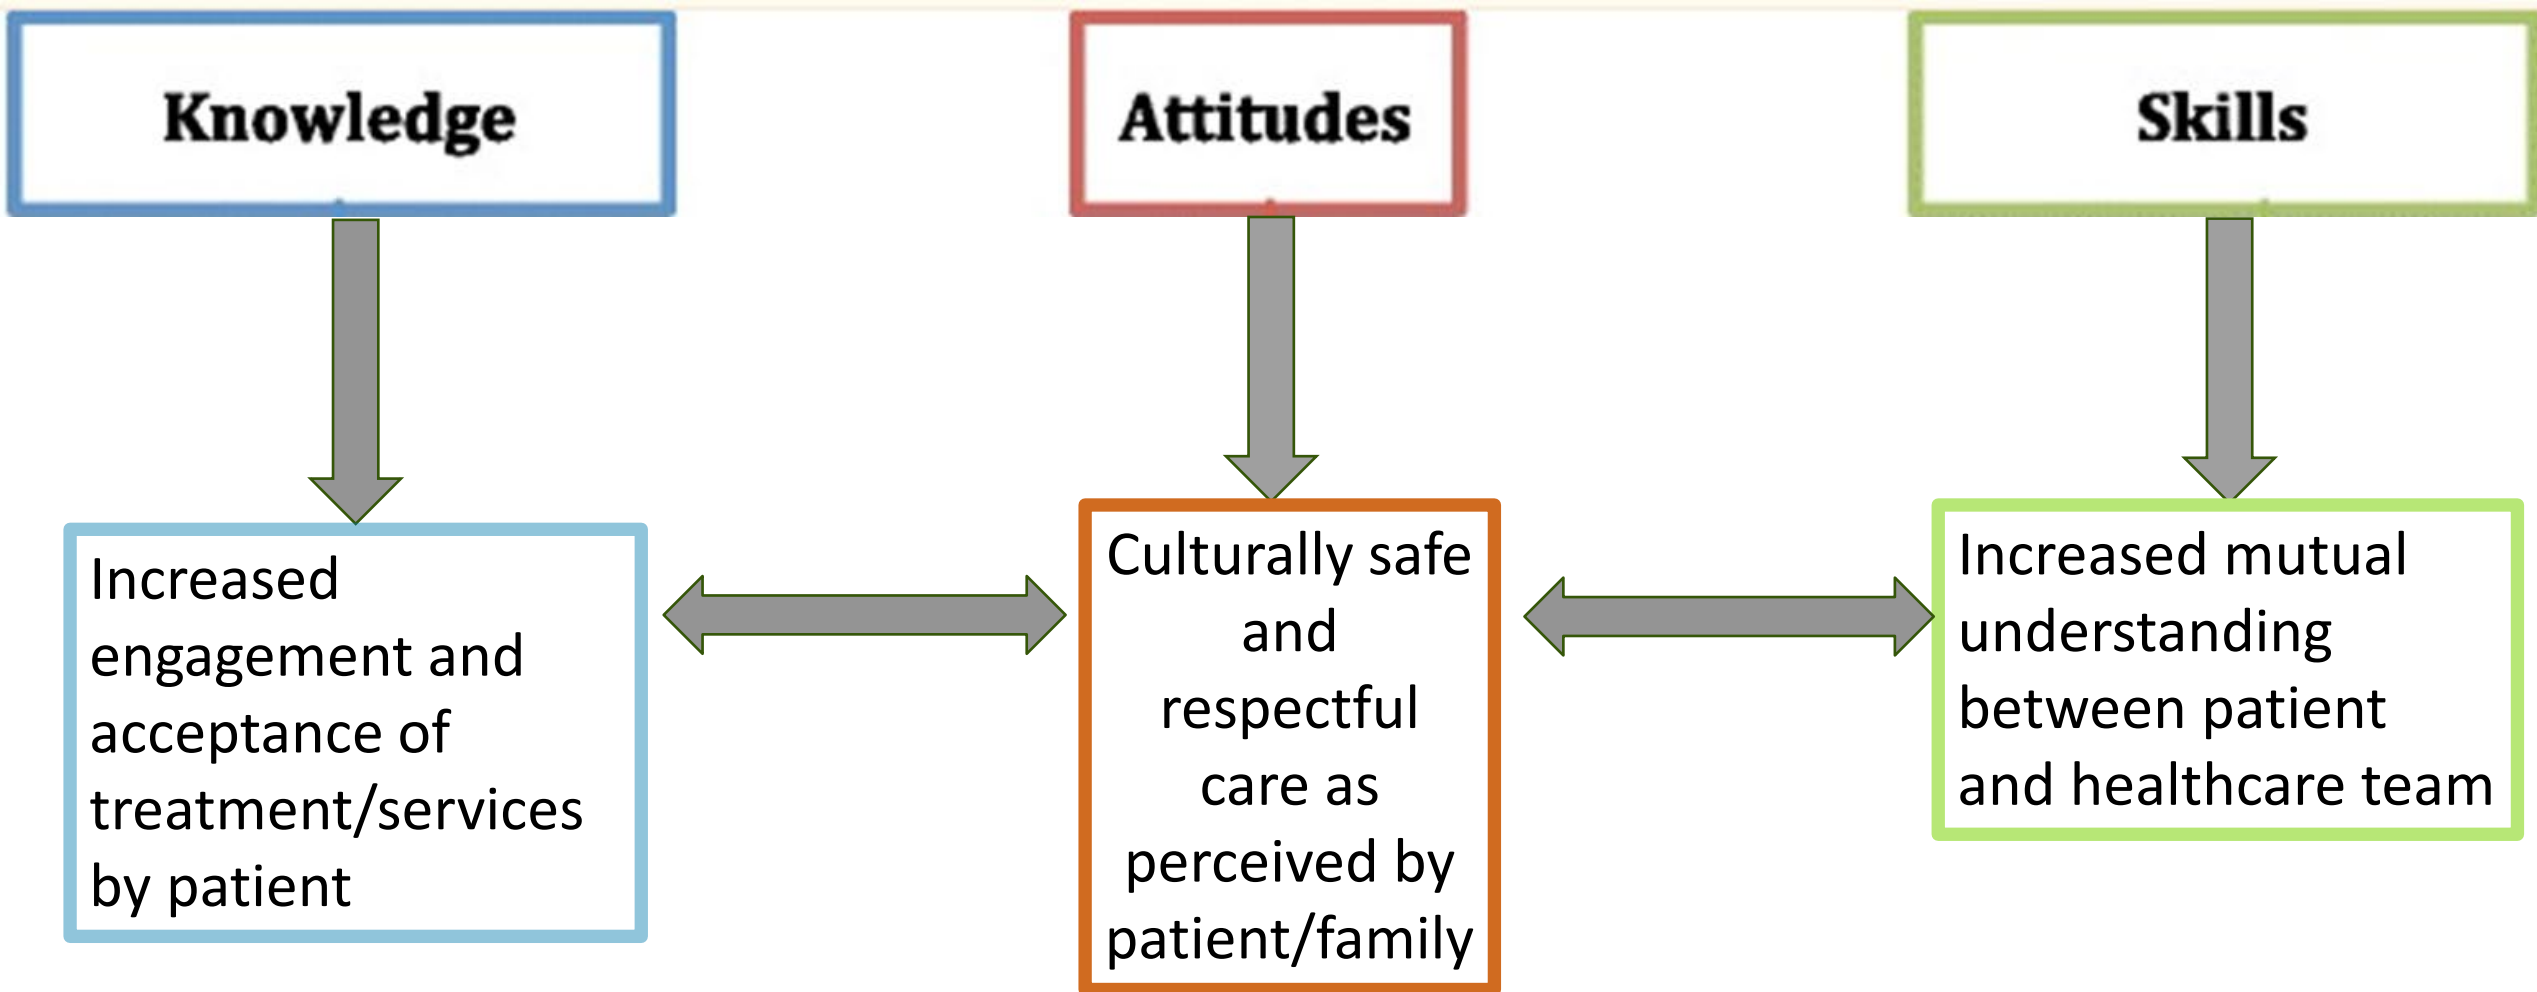 Knowledge
Attitudes
Skills
Increased
engagement and
acceptance of
treatment/services
by patient
Culturally safe
and
respectful
care as
perceived by
patient/family
Increased mutual
understanding
between patient
and healthcare team